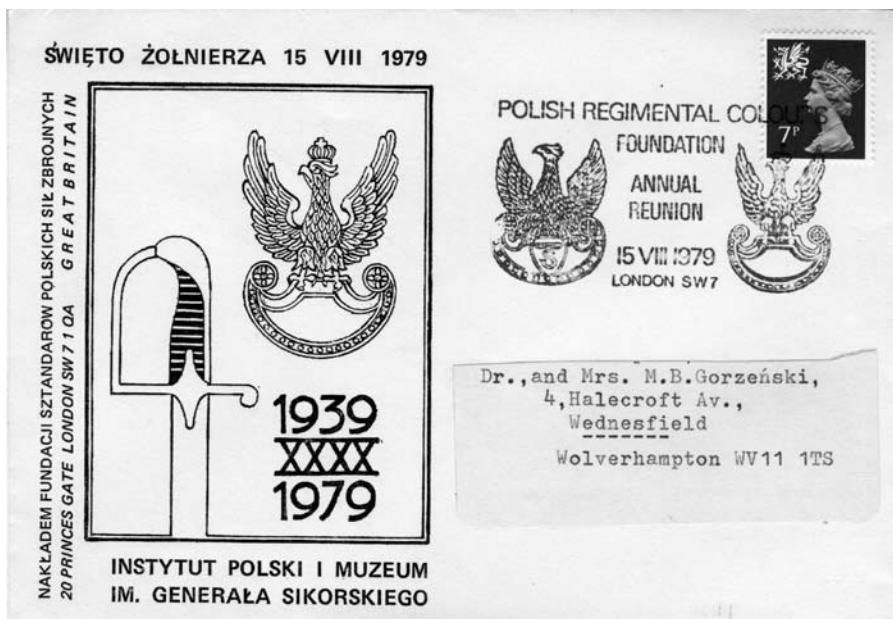 ŚWIĘTO ŻOŁNIERZA 15 VIII 1979
NAKŁADEM FUNDACJI SZTANDARÓW POLSKICH SIŁ ZBROJNYCH
20 PRINCES GATE LONDON SW7 1QA GREAT BRITAIN
1939
XXXX
1979
INSTYTUT POLSKI I MUZEUM
IM. GENERAŁA SIKORSKIEGO
POLISH REGIMENTAL COLOURS
FOUNDATION
ANNUAL
REUNION
15 VIII 1979
LONDON SW7
S
7P
Dr.,and Mrs. M.B.Gorzeński,
4,Halecroft Av.,
Wednesfield
Wolverhampton WV11 1TS